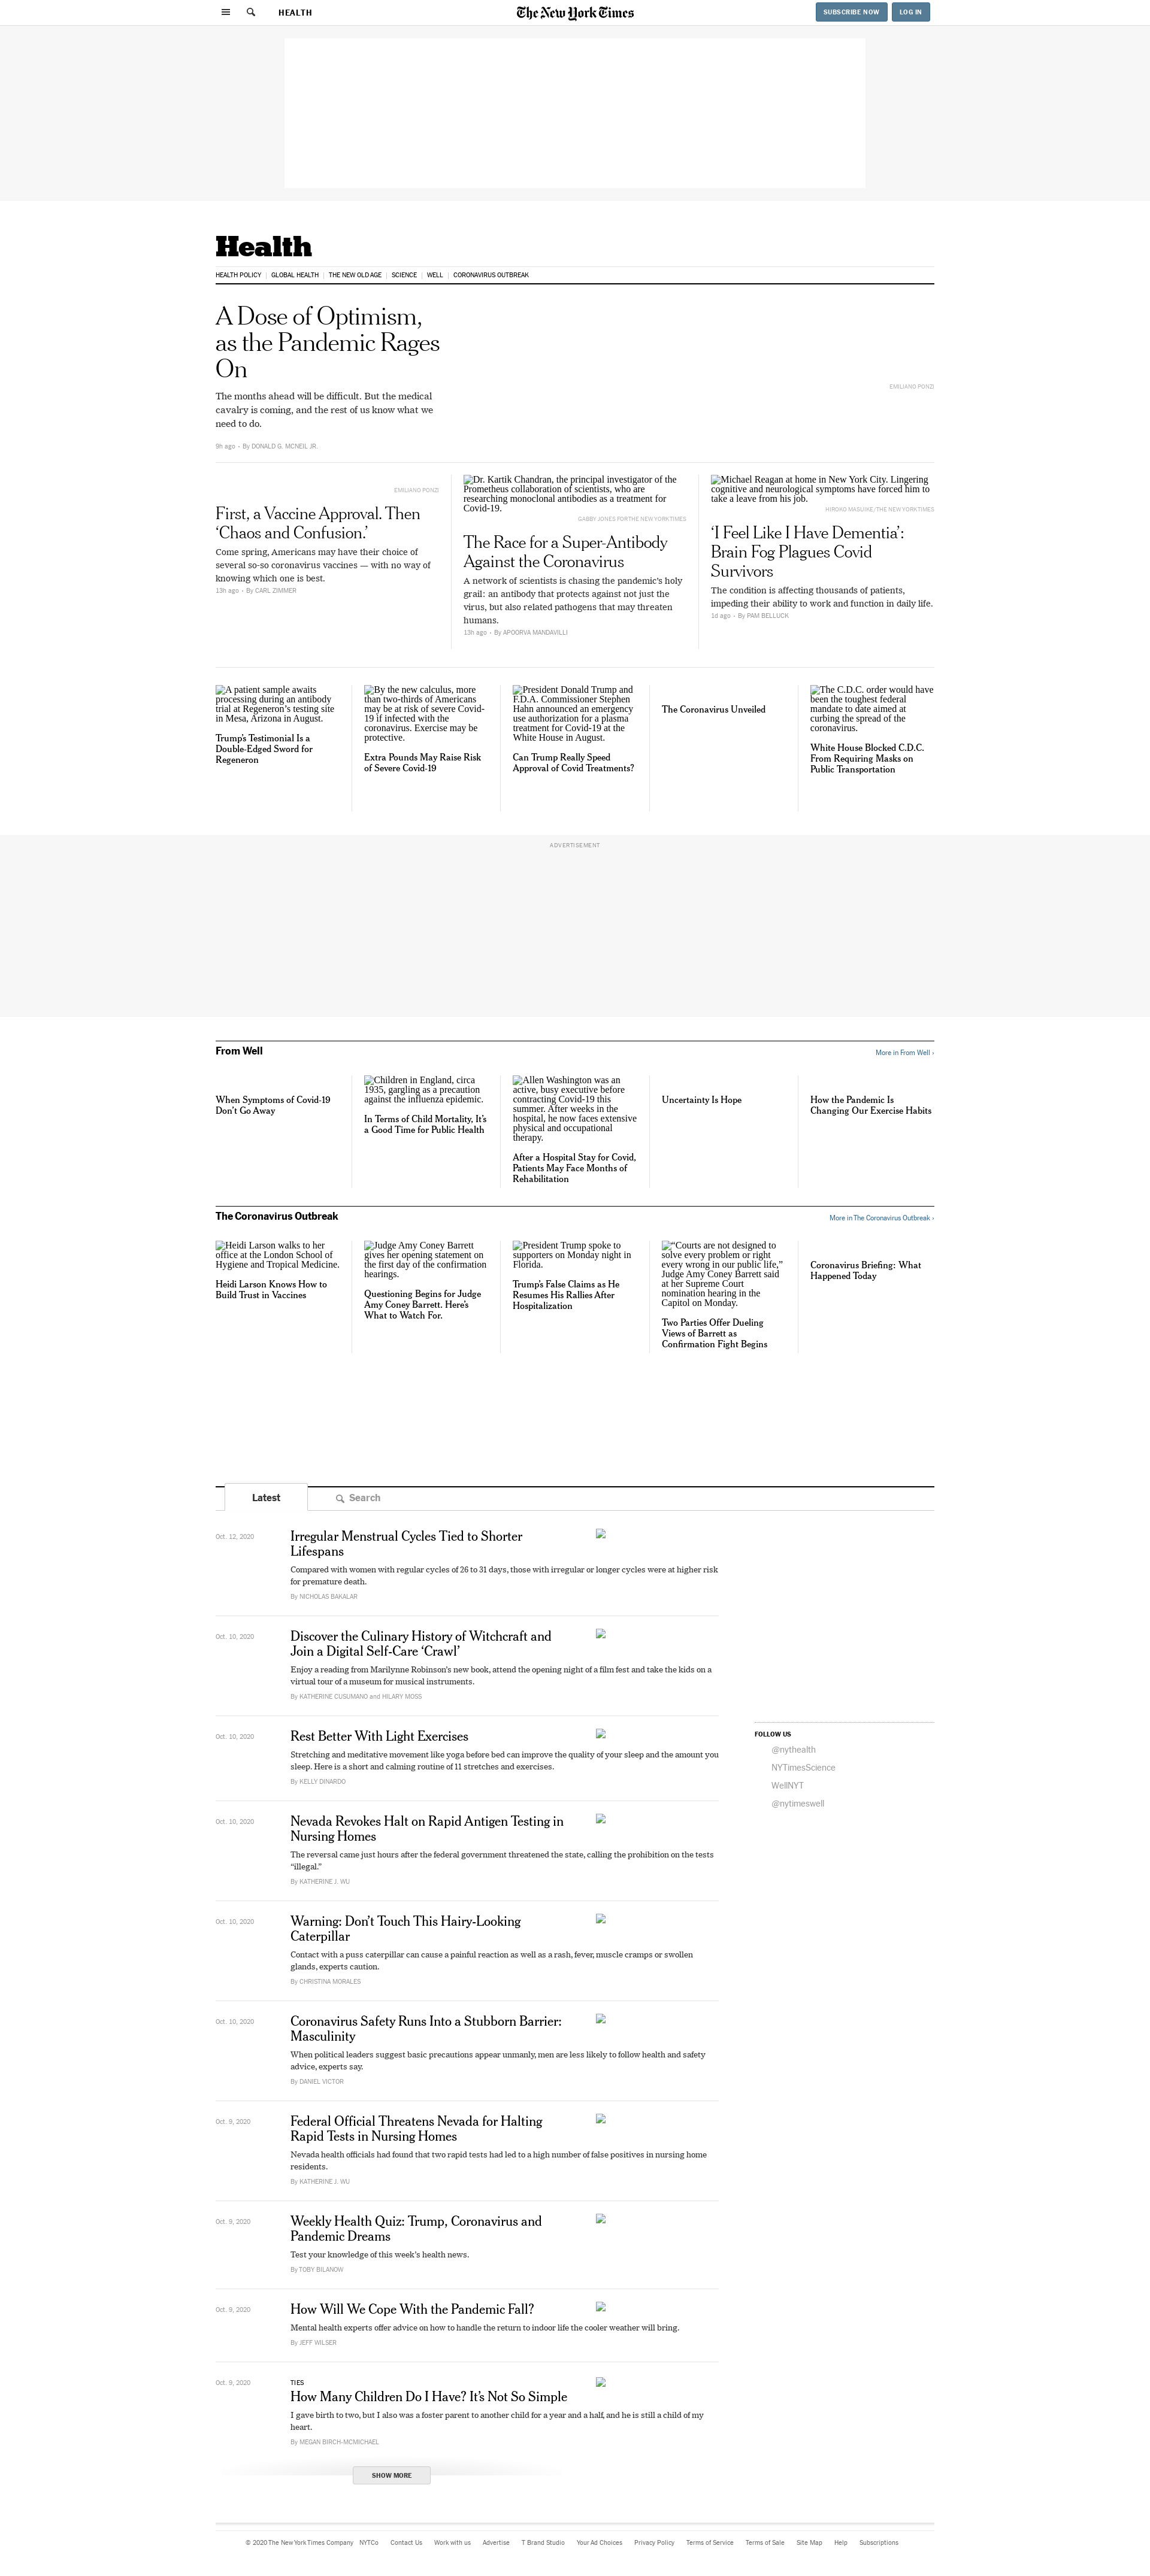 HEALTH
The New York Times
SUBSCRIBE NOW
LOG IN
Health
HEALTH POLICY
GLOBAL HEALTH
THE NEW OLD AGE
SCIENCE
WELL
CORONAVIRUS OUTBREAK
A Dose of Optimism,
as the Pandemic Rages
On
The months ahead will be difficult. But the medical
cavalry is coming, and the rest of us know what we
need to do.
9h ago • By DONALD G. MCNEIL JR.
EMILIANO PONZI
EMILIANO PONZI
First, a Vaccine Approval. Then
‘Chaos and Confusion.’
Come spring, Americans may have their choice of
several so-so coronavirus vaccines — with no way of
knowing which one is best.
13h ago • By CARL ZIMMER
Dr. Kartik Chandran, the principal investigator of the
Prometheus collaboration of scientists, who are
researching monoclonal antibodies as a treatment for
Covid-19.
GABBY JONES FOR THE NEW YORK TIMES
The Race for a Super-Antibody
Against the Coronavirus
A network of scientists is chasing the pandemic’s holy
grail: an antibody that protects against not just the
virus, but also related pathogens that may threaten
humans.
13h ago • By APOORVA MANDAVILLI
Michael Reagan at home in New York City. Lingering
cognitive and neurological symptoms have forced him to
take a leave from his job.
HIROKO MASUIKE/THE NEW YORK TIMES
‘I Feel Like I Have Dementia’:
Brain Fog Plagues Covid
Survivors
The condition is affecting thousands of patients,
impeding their ability to work and function in daily life.
1d ago • By PAM BELLUCK
A patient sample awaits
processing during an antibody
trial at Regeneron’s testing site
in Mesa, Arizona in August.
Trump’s Testimonial Is a
Double-Edged Sword for
Regeneron
By the new calculus, more
than two-thirds of Americans
may be at risk of severe Covid-
19 if infected with the
coronavirus. Exercise may be
protective.
Extra Pounds May Raise Risk
of Severe Covid-19
President Donald Trump and
F.D.A. Commissioner Stephen
Hahn announced an emergency
use authorization for a plasma
treatment for Covid-19 at the
White House in August.
Can Trump Really Speed
Approval of Covid Treatments?
The Coronavirus Unveiled
The C.D.C. order would have
been the toughest federal
mandate to date aimed at
curbing the spread of the
coronavirus.
White House Blocked C.D.C.
From Requiring Masks on
Public Transportation
ADVERTISEMENT
From Well
More in From Well ›
When Symptoms of Covid-19
Don’t Go Away
Children in England, circa
1935, gargling as a precaution
against the influenza epidemic.
In Terms of Child Mortality, It’s
a Good Time for Public Health
Allen Washington was an
active, busy executive before
contracting Covid-19 this
summer. After weeks in the
hospital, he now faces extensive
physical and occupational
therapy.
After a Hospital Stay for Covid,
Patients May Face Months of
Rehabilitation
Uncertainty Is Hope
How the Pandemic Is
Changing Our Exercise Habits
The Coronavirus Outbreak
More in The Coronavirus Outbreak ›
Heidi Larson walks to her
office at the London School of
Hygiene and Tropical Medicine.
Heidi Larson Knows How to
Build Trust in Vaccines
Judge Amy Coney Barrett
gives her opening statement on
the first day of the confirmation
hearings.
Questioning Begins for Judge
Amy Coney Barrett. Here’s
What to Watch For.
President Trump spoke to
supporters on Monday night in
Florida.
Trump’s False Claims as He
Resumes His Rallies After
Hospitalization
“Courts are not designed to
solve every problem or right
every wrong in our public life,”
Judge Amy Coney Barrett said
at her Supreme Court
nomination hearing in the
Capitol on Monday.
Two Parties Offer Dueling
Views of Barrett as
Confirmation Fight Begins
Coronavirus Briefing: What
Happened Today
Latest
Search
Oct. 12, 2020
Irregular Menstrual Cycles Tied to Shorter
Lifespans
Compared with women with regular cycles of 26 to 31 days, those with irregular or longer cycles were at higher risk
for premature death.
By NICHOLAS BAKALAR
Oct. 10, 2020
Discover the Culinary History of Witchcraft and
Join a Digital Self-Care ‘Crawl’
Enjoy a reading from Marilynne Robinson’s new book, attend the opening night of a film fest and take the kids on a
virtual tour of a museum for musical instruments.
By KATHERINE CUSUMANO and HILARY MOSS
Oct. 10, 2020
Rest Better With Light Exercises
Stretching and meditative movement like yoga before bed can improve the quality of your sleep and the amount you
sleep. Here is a short and calming routine of 11 stretches and exercises.
By KELLY DINARDO
Oct. 10, 2020
Nevada Revokes Halt on Rapid Antigen Testing in
Nursing Homes
The reversal came just hours after the federal government threatened the state, calling the prohibition on the tests
“illegal.”
By KATHERINE J. WU
Oct. 10, 2020
Warning: Don’t Touch This Hairy-Looking
Caterpillar
Contact with a puss caterpillar can cause a painful reaction as well as a rash, fever, muscle cramps or swollen
glands, experts caution.
By CHRISTINA MORALES
Oct. 10, 2020
Coronavirus Safety Runs Into a Stubborn Barrier:
Masculinity
When political leaders suggest basic precautions appear unmanly, men are less likely to follow health and safety
advice, experts say.
By DANIEL VICTOR
Oct. 9, 2020
Federal Official Threatens Nevada for Halting
Rapid Tests in Nursing Homes
Nevada health officials had found that two rapid tests had led to a high number of false positives in nursing home
residents.
By KATHERINE J. WU
Oct. 9, 2020
Weekly Health Quiz: Trump, Coronavirus and
Pandemic Dreams
Test your knowledge of this week’s health news.
By TOBY BILANOW
Oct. 9, 2020
How Will We Cope With the Pandemic Fall?
Mental health experts offer advice on how to handle the return to indoor life the cooler weather will bring.
By JEFF WILSER
Oct. 9, 2020
TIES
How Many Children Do I Have? It’s Not So Simple
I gave birth to two, but I also was a foster parent to another child for a year and a half, and he is still a child of my
heart.
By MEGAN BIRCH-MCMICHAEL
SHOW MORE
FOLLOW US
@nythealth
NYTimesScience
WellNYT
@nytimeswell
© 2020 The New York Times Company
NYTCo
Contact Us
Work with us
Advertise
T Brand Studio
Your Ad Choices
Privacy Policy
Terms of Service
Terms of Sale
Site Map
Help
Subscriptions